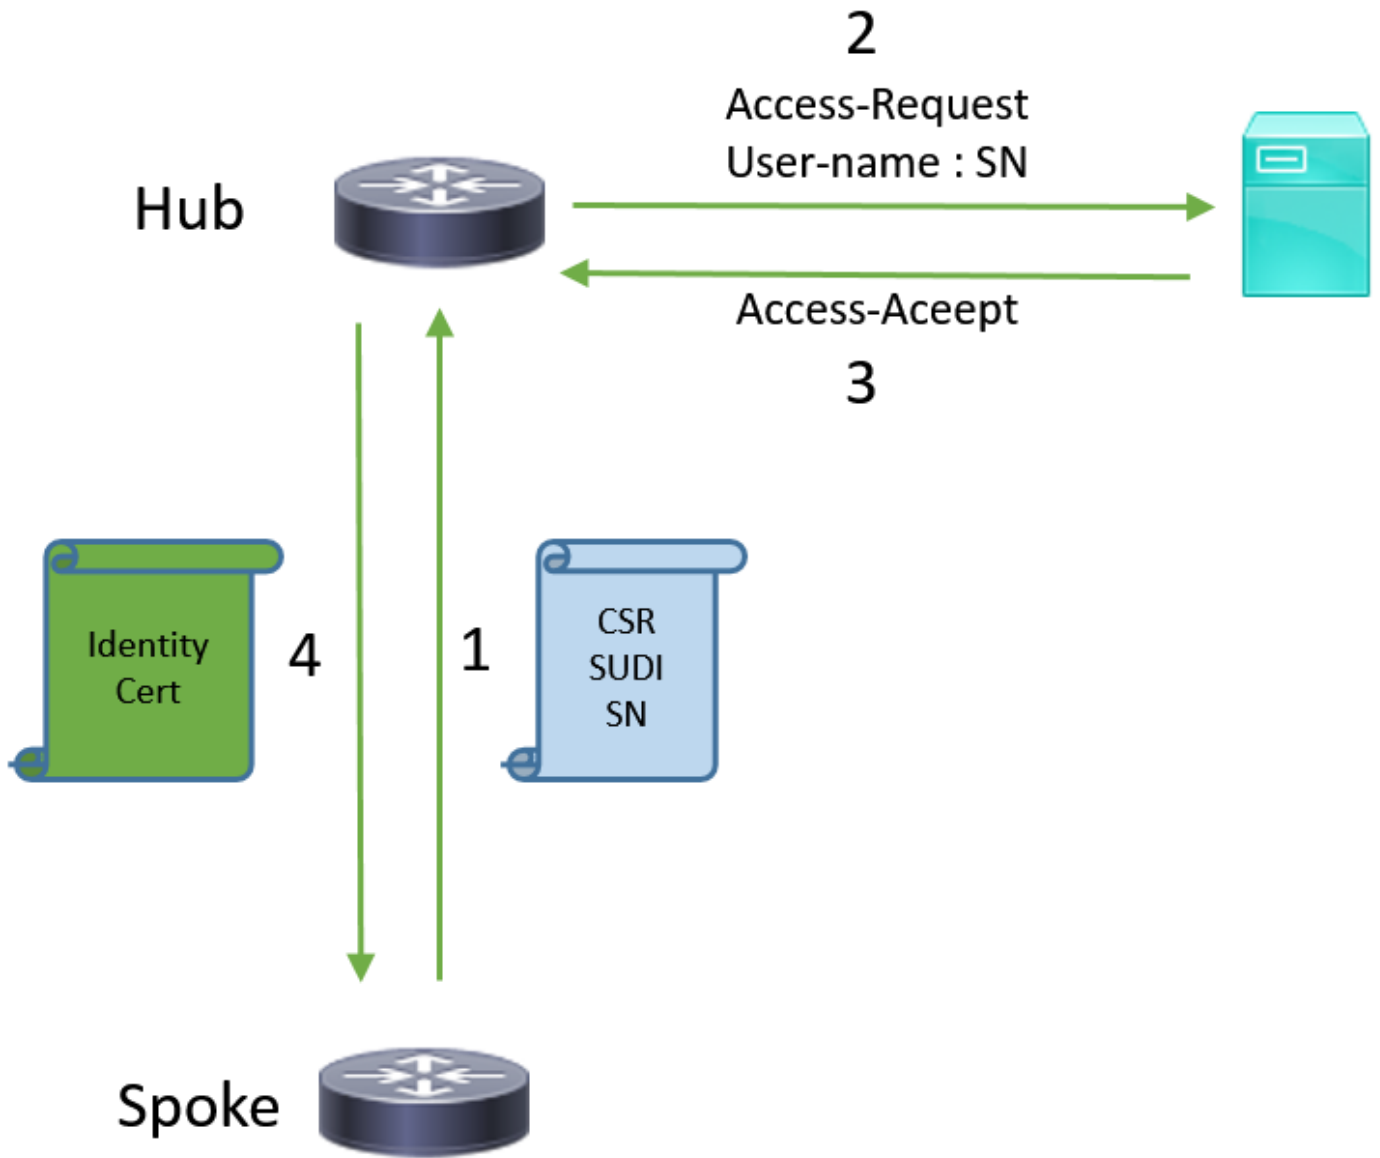 2
Access-Request
User-name : SN
Hub
Access-Aceept
3
Identity
Cert
4
1
CSR
SUDI
SN
Spoke